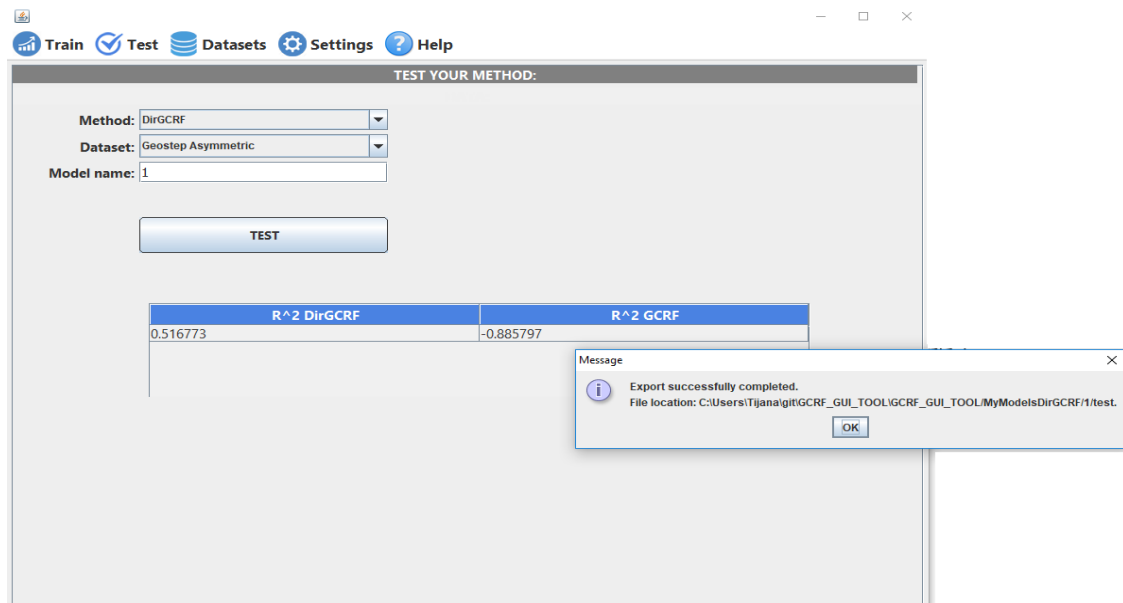 Train Test Datasets Settings ? Help
TEST YOUR METHOD:
Method: DirGCRF
Dataset: Geostep Asymmetric
Model name: 1
TEST
R^2 DirGCRF R^2 GCRF
0.516773 -0.885797
Message
i
Export successfully completed.
File location: C:\Users\Tijana\git\GCRF_GUI_TOOL\GCRF_GUI_TOOL/MyModelsDirGCRF/1/test.
OK